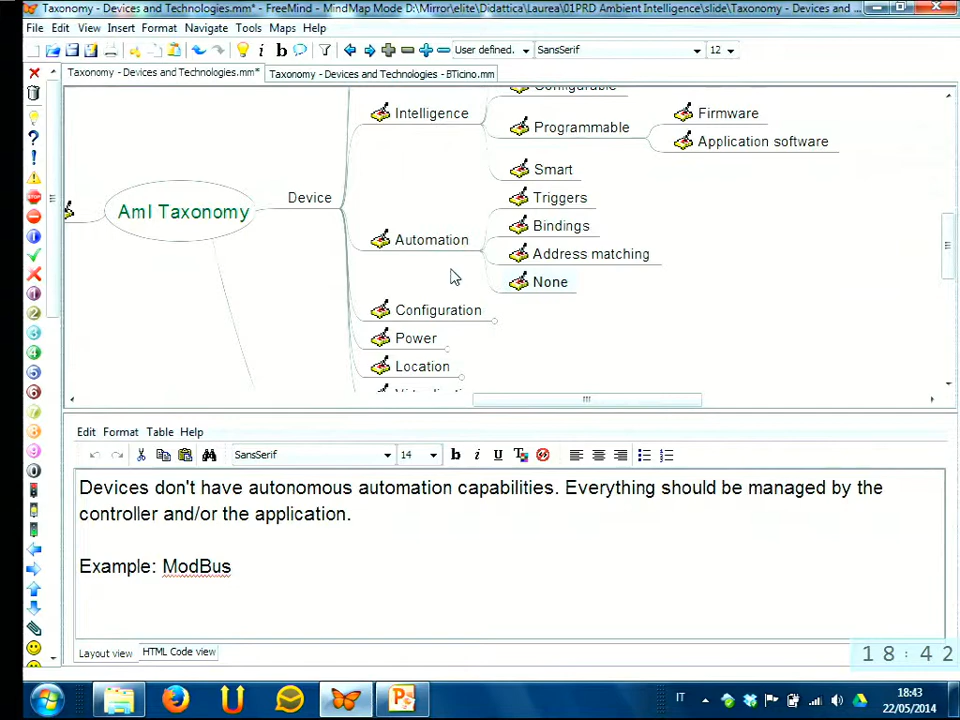 Taxonomy - Devices and Technologies.mm* - FreeMind - MindMap Mode D:\Mirror\elite\Didattica\Laurea\01PRD Ambient Intelligence\slide\Taxonomy - Devices and ...
File Edit View Insert Format Navigate Tools Maps Help
User defined. SansSerif 12
Taxonomy - Devices and Technologies.mm* Taxonomy - Devices and Technologies - BTicino.mm
Configurable
Intelligence
Firmware
Programmable
Application software
Smart
Device
Triggers
AmI Taxonomy
Bindings
Automation
Address matching
None
Configuration
Power
Location
Edit Format Table Help
SansSerif 14
Devices don't have autonomous automation capabilities. Everything should be managed by the
controller and/or the application.
Example: ModBus
Layout view HTML Code view
18:42
IT
18:43
22/05/2014